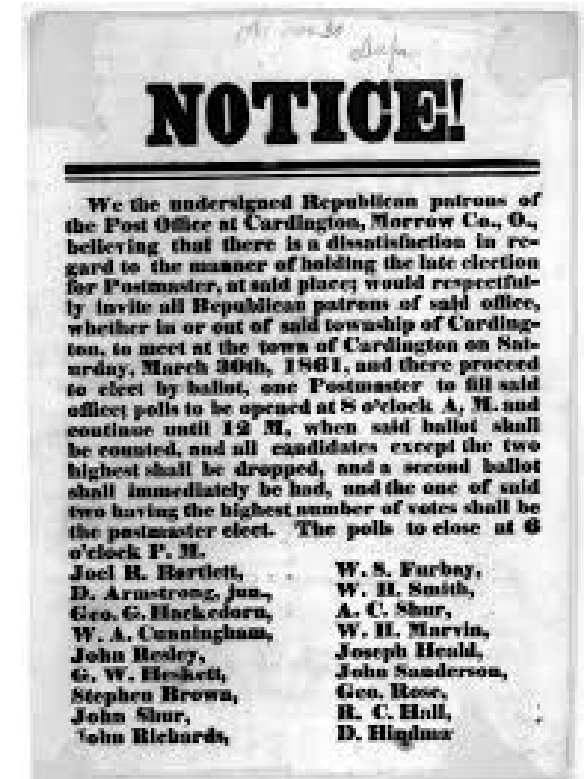 NOTICE!
We the undersigned Republican patrons of
the Post Office at Cardington, Morrow Co., O.,
believing that there is a dissatisfaction in re-
gard to the manner of holding the late election
for Postmaster, at said place; would respectful-
ly invite all Republican patrons of said office,
whether in or out of said township of Carding-
ton, to meet at the town of Cardington on Sat-
urday, March 30th, 1861, and there proceed
to elect by ballot, one Postmaster to fill said
office; polls to be opened at 8 o'clock A, M. and
continue until 12 M, when said ballot shall
be counted, and all candidates except the two
highest shall be dropped, and a second ballot
shall immediately be had, and the one of said
two having the highest number of votes shall be
the postmaster elect. The polls to close at 6
o'clock P. M.
Joel R. Bartlett,
D. Armstrong, jun.,
Geo. G. Hackedorn,
W. A. Cunningham,
John Resley,
G. W. Heskett,
Stephen Brown,
John Shur,
John Richards,
W. S. Furbay,
W. H. Smith,
A. C. Shur,
W. H. Marvin,
Joseph Heald,
John Sanderson,
Geo. Rose,
R. C. Hall,
D.